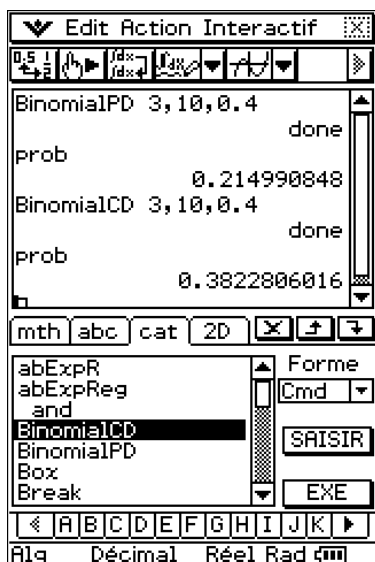 Edit Action Interactif
BinomialPD 3,10,0.4
done
prob
0.214990848
BinomialCD 3,10,0.4
done
prob
0.3822806016
mth abc cat 2D
abExpR
abExpReg
and
BinomialCD
BinomialPD
Box
Break
Forme
Cmd
SAISIR
EXE
A B C D E F G H I J K
Alg Décimal Réel Rad